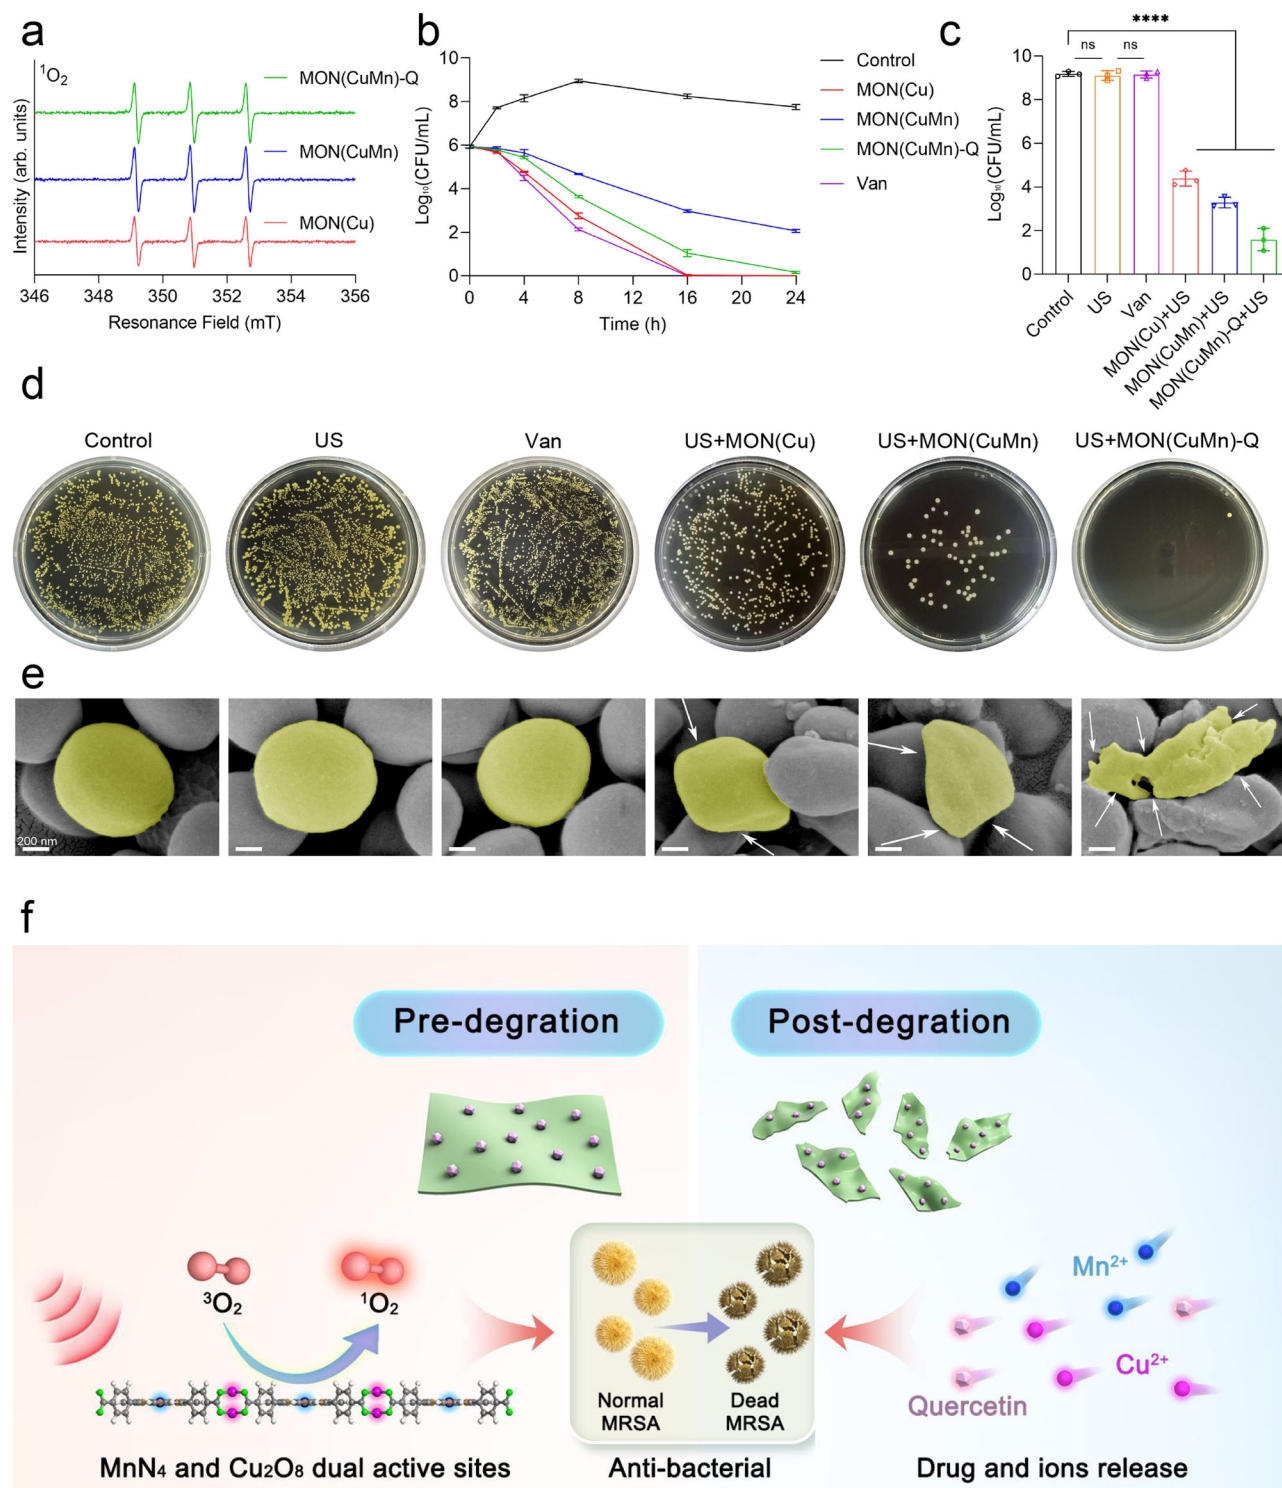 a
¹O₂
MON(CuMn)-Q
MON(CuMn)
MON(Cu)
Intensity (arb. units)
346 348 350 352 354 356
Resonance Field (mT)
b
Log₁₀(CFU/mL)
10
8
6
4
2
0
0 4 8 12 16 20 24
Time (h)
Control
MON(Cu)
MON(CuMn)
MON(CuMn)-Q
Van
c
****
ns ns
Log₁₀(CFU/mL)
10
8
6
4
2
0
Control
US
Van
MON(Cu)+US
MON(CuMn)+US
MON(CuMn)-Q+US
d
Control US Van US+MON(Cu) US+MON(CuMn) US+MON(CuMn)-Q
e
200 nm
f
Pre-degration
Post-degration
³O₂
¹O₂
Normal
MRSA
Dead
MRSA
Mn²⁺
Cu²⁺
Quercetin
MnN₄ and Cu₂O₈ dual active sites
Anti-bacterial
Drug and ions release